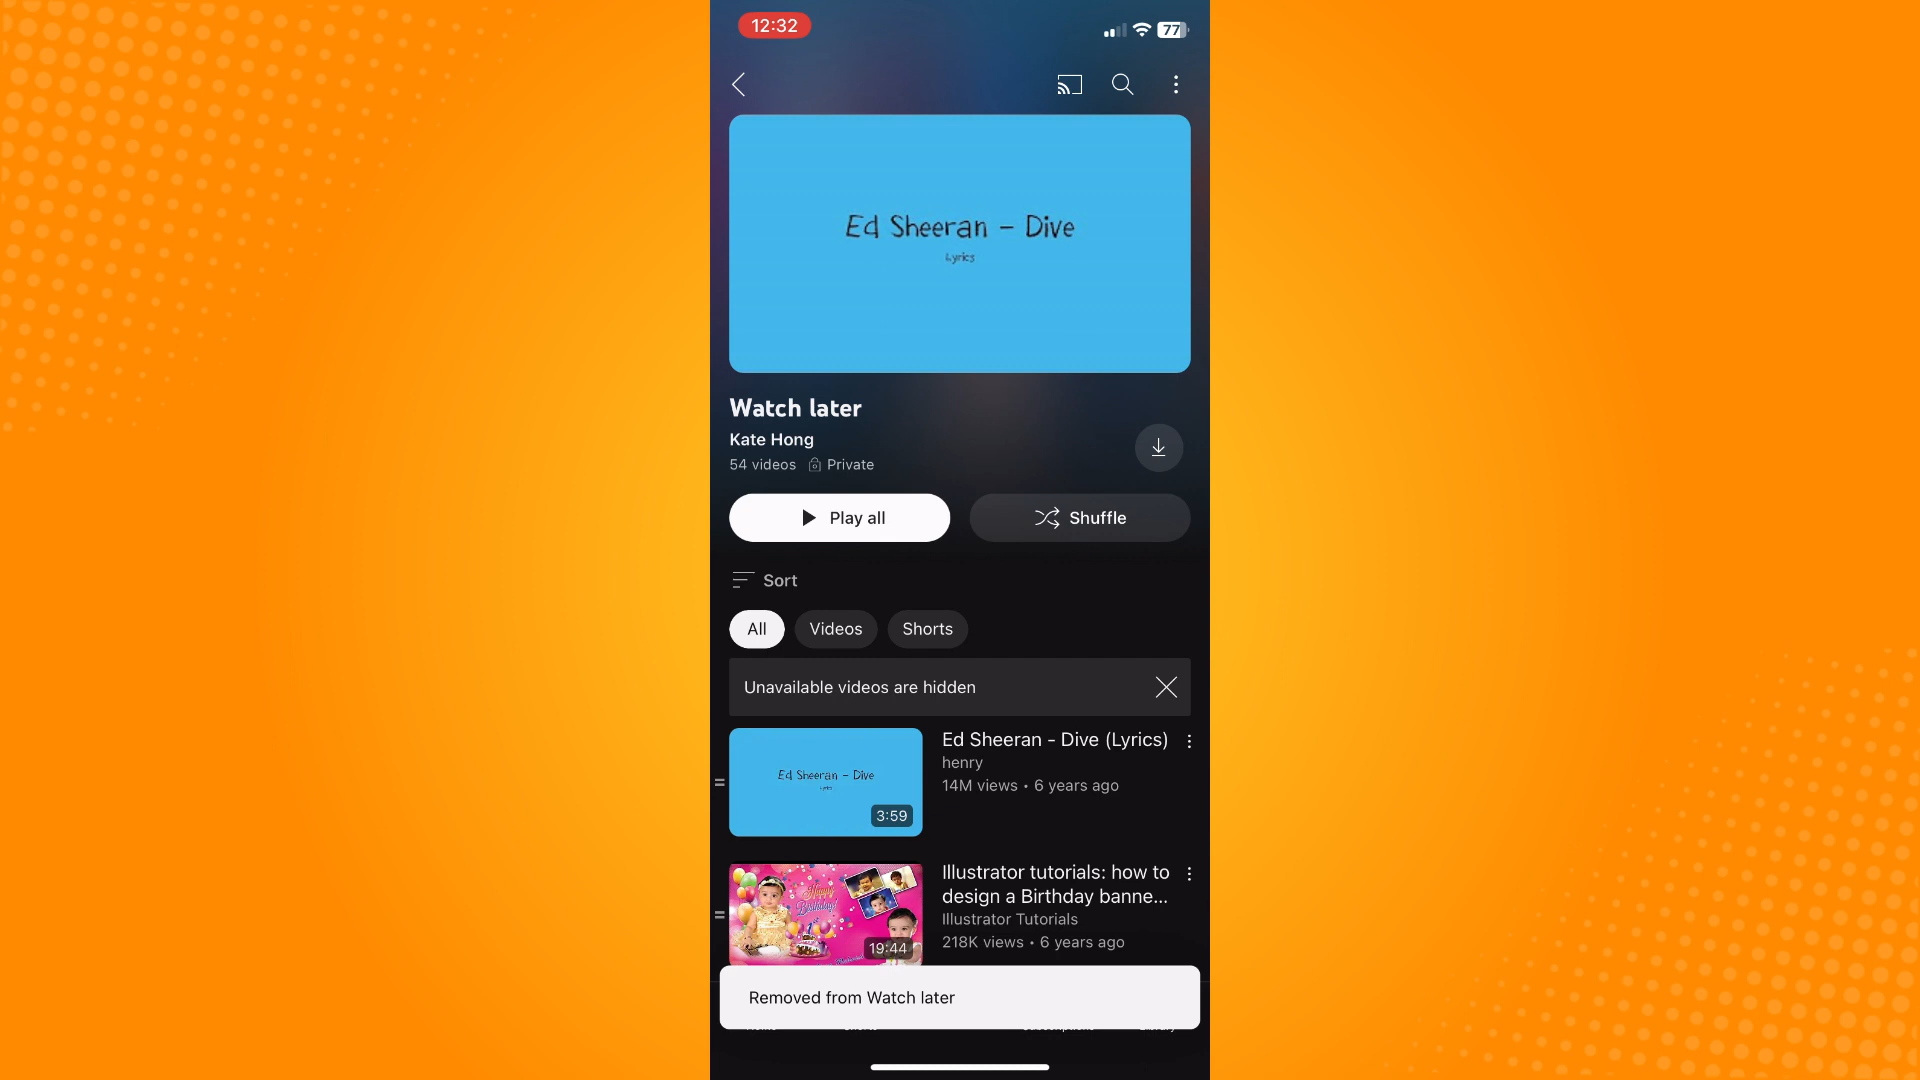 12:32
77
Ed Sheeran - Dive
Lyrics
Watch later
Kate Hong
54 videos Private
Play all Shuffle
Sort
All Videos Shorts
Unavailable videos are hidden
Ed Sheeran - Dive
Lyrics
3:59
Ed Sheeran - Dive (Lyrics)
henry
14M views • 6 years ago
Happy
Birthday!
19:44
Illustrator tutorials: how to
design a Birthday banne...
Illustrator Tutorials
218K views • 6 years ago
Removed from Watch later